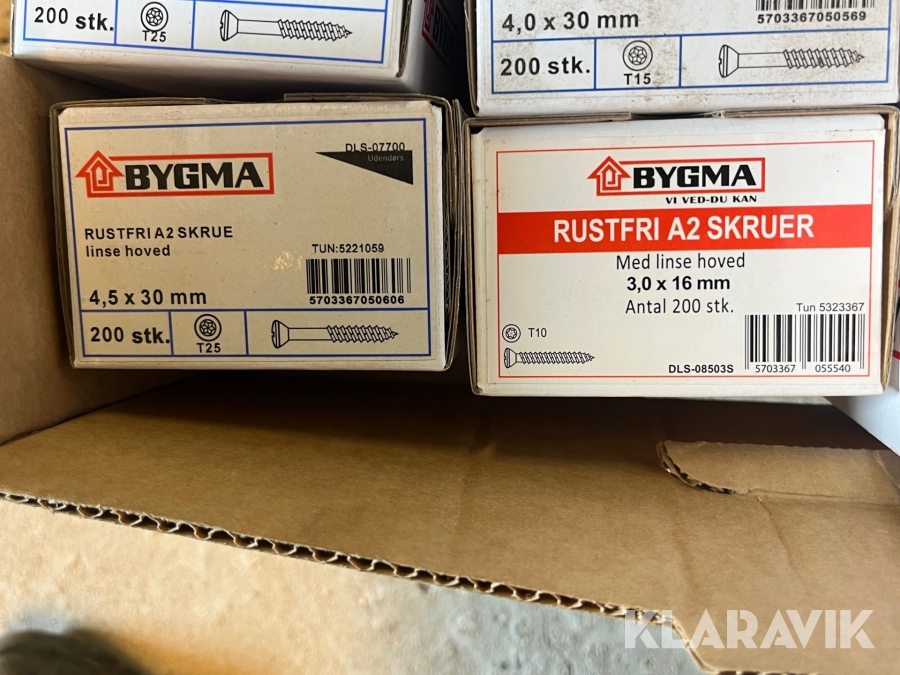 200 stk.
T25
BYGMA
4,0 x 30 mm
5703367050569
200 stk.
T15
DLS-07700
Udendørs
BYGMA
RUSTFRI A2 SKRUE
linse hoved
TUN:5221059
4,5 x 30 mm
5703367050606
200 stk.
T25
BYGMA
VI VED-DU KAN
RUSTFRI A2 SKRUER
Med linse hoved
3,0 x 16 mm
Antal 200 stk.
Tun 5323367
T10
DLS-08503S
5703367 055540
KLARAVIK